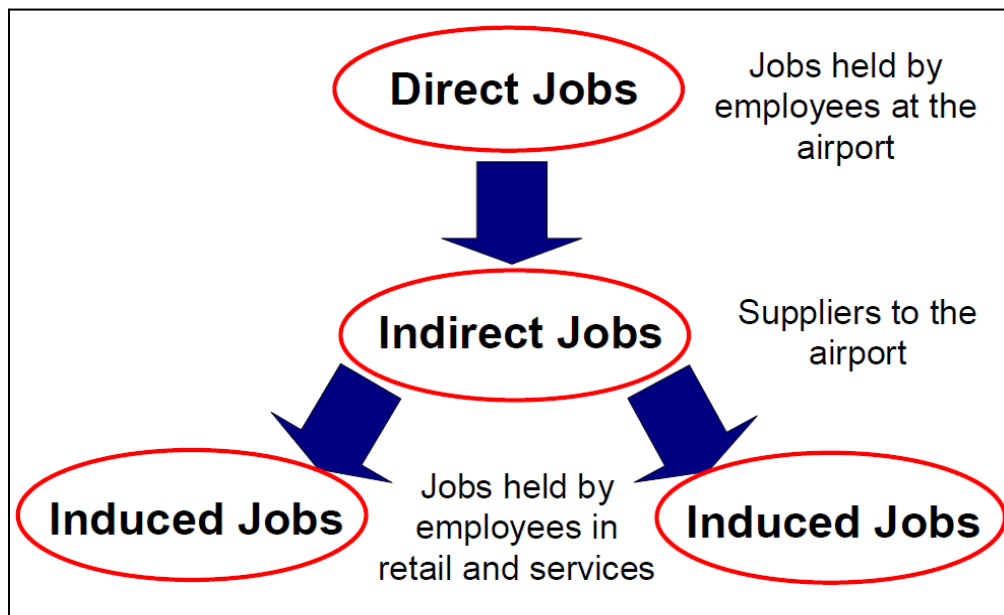 Direct Jobs
Jobs held by
employees at the
airport
Indirect Jobs
Suppliers to the
airport
Induced Jobs
Jobs held by
employees in
retail and services
Induced Jobs